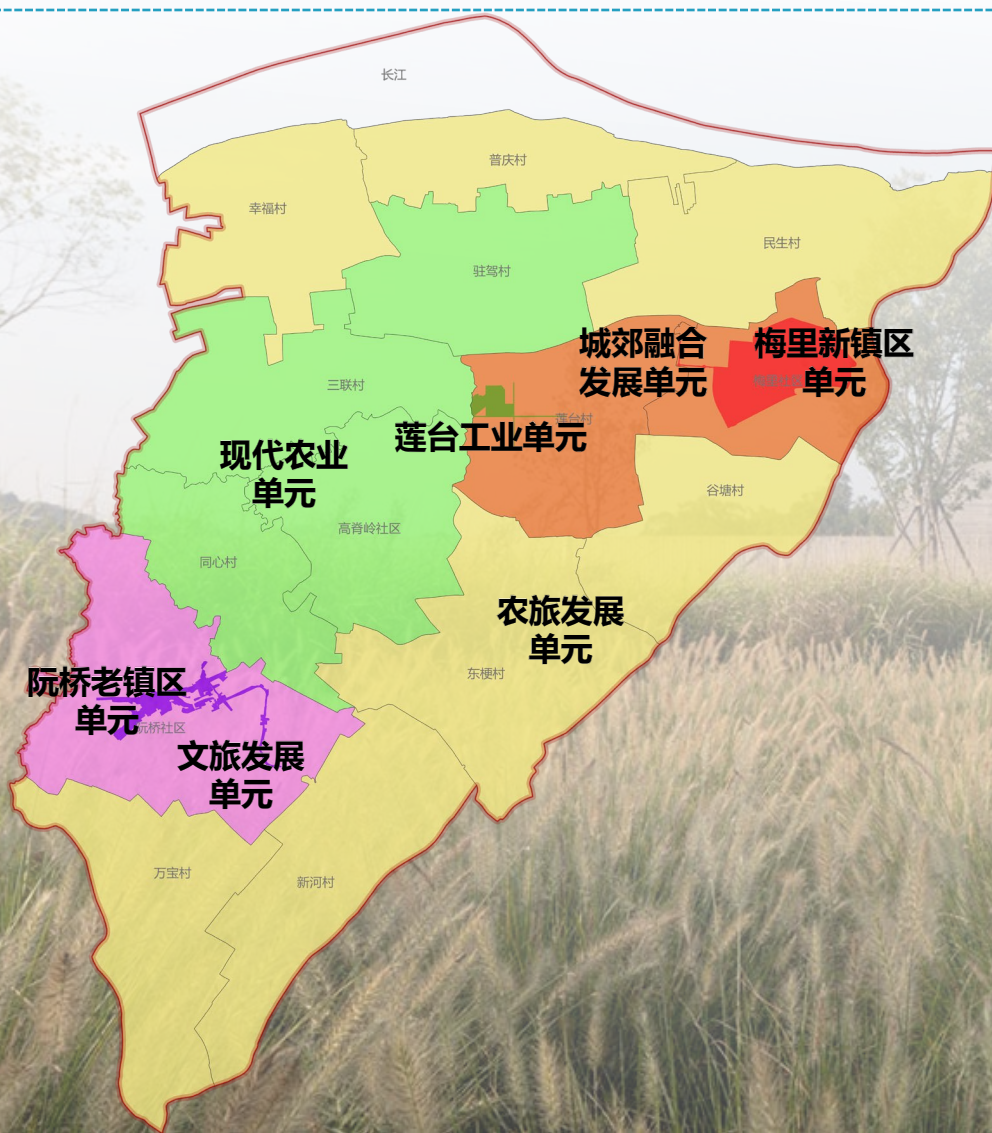 长江
普庆村
幸福村
民生村
驻驾村
城郊融合
发展单元
梅里新镇区
单元
三联村
莲台村
莲台工业单元
现代农业
单元
谷塘村
高脊岭社区
同心村
农旅发展
单元
东梗村
阮桥老镇区
单元
阮桥社区
文旅发展
单元
万宝村
新河村